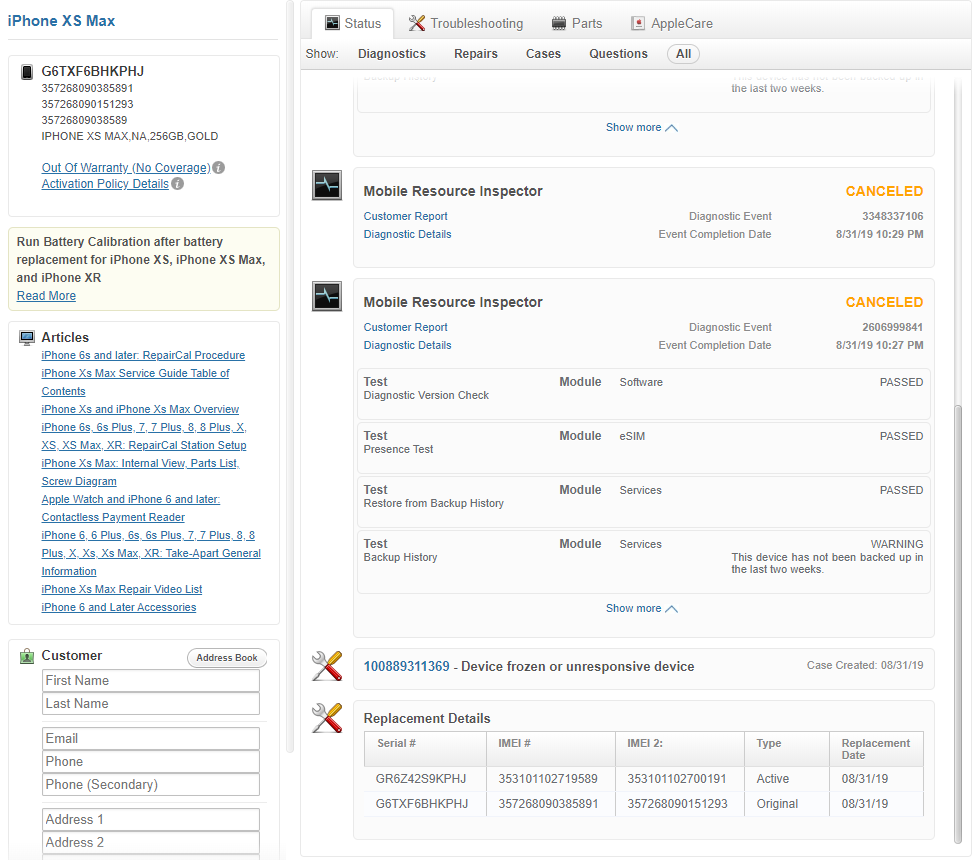 iPhone XS Max
G6TXF6BHKPHJ
357268090385891
357268090151293
35726809038589
IPHONE XS MAX,NA,256GB,GOLD
Out Of Warranty (No Coverage)
Activation Policy Details
Run Battery Calibration after battery
replacement for iPhone XS, iPhone XS Max,
and iPhone XR
Read More
Articles
iPhone 6s and later: RepairCal Procedure
iPhone Xs Max Service Guide Table of
Contents
iPhone Xs and iPhone Xs Max Overview
iPhone 6s, 6s Plus, 7, 7 Plus, 8, 8 Plus, X,
XS, XS Max, XR: RepairCal Station Setup
iPhone Xs Max: Internal View, Parts List,
Screw Diagram
Apple Watch and iPhone 6 and later:
Contactless Payment Reader
iPhone 6, 6 Plus, 6s, 6s Plus, 7, 7 Plus, 8, 8
Plus, X, Xs, Xs Max, XR: Take-Apart General
Information
iPhone Xs Max Repair Video List
iPhone 6 and Later Accessories
Customer Address Book
First Name
Last Name
Email
Phone
Phone (Secondary)
Address 1
Address 2
Status Troubleshooting Parts AppleCare
Show: Diagnostics Repairs Cases Questions All
Backup History This device has not been backed up in
the last two weeks.
Show more
Mobile Resource Inspector CANCELED
Customer Report Diagnostic Event 3348337106
Diagnostic Details Event Completion Date 8/31/19 10:29 PM
Mobile Resource Inspector CANCELED
Customer Report Diagnostic Event 2606999841
Diagnostic Details Event Completion Date 8/31/19 10:27 PM
Test Module Software PASSED
Diagnostic Version Check
Test Module eSIM PASSED
Presence Test
Test Module Services PASSED
Restore from Backup History
Test Module Services WARNING
Backup History This device has not been backed up in
the last two weeks.
Show more
100889311369 - Device frozen or unresponsive device Case Created: 08/31/19
Replacement Details
Serial # IMEI # IMEI 2: Type Replacement
Date
GR6Z42S9KPHJ 353101102719589 353101102700191 Active 08/31/19
G6TXF6BHKPHJ 357268090385891 357268090151293 Original 08/31/19